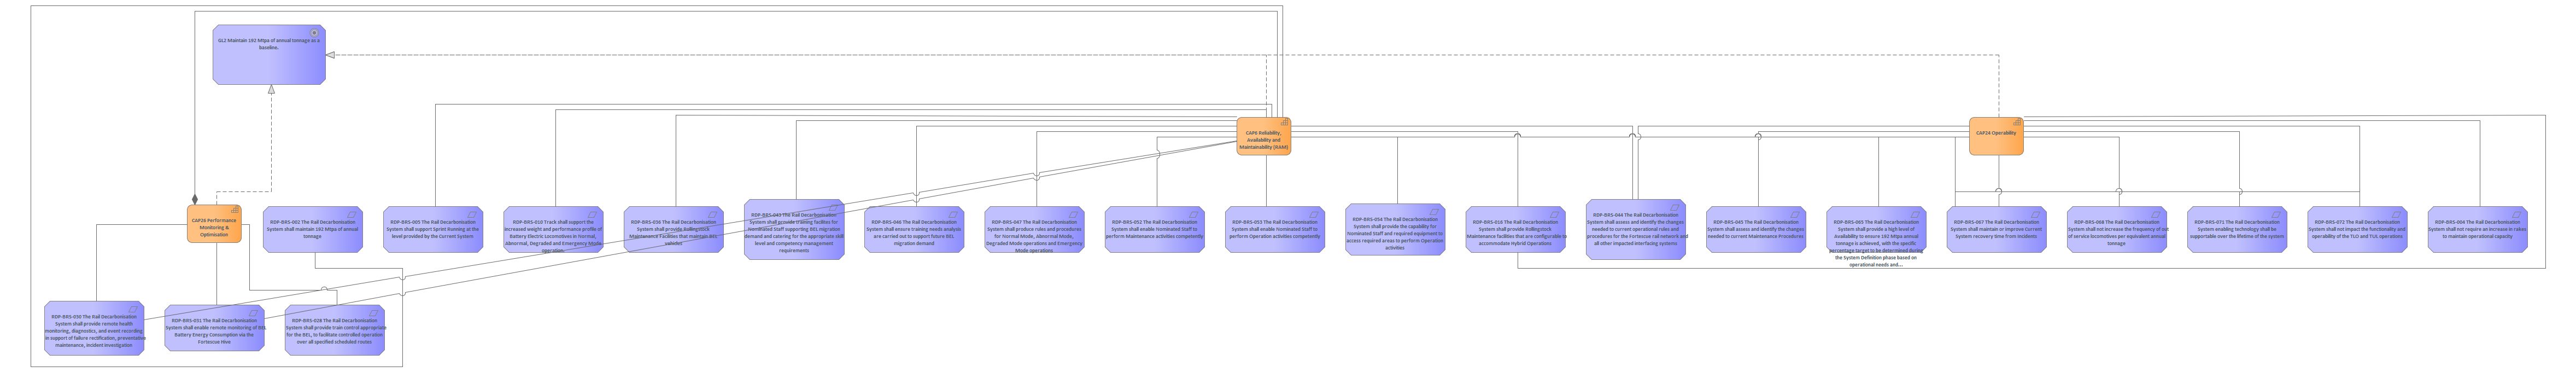 GL2 Maintain 192 Mtpa of annual tonnage as a
baseline.
CAP6 Reliability,
Availability and
Maintainability (RAM)
CAP24 Operability
CAP26 Performance
Monitoring &
Optimisation
RDP-BRS-002 The Rail Decarbonisation
System shall maintain 192 Mtpa of annual
tonnage
RDP-BRS-005 The Rail Decarbonisation
System shall support Sprint Running at the
level provided by the Current System
RDP-BRS-010 Track shall support the
increased weight and performance profile of
Battery Electric Locomotives in Normal,
Abnormal, Degraded and Emergency Mode
operation.
RDP-BRS-036 The Rail Decarbonisation
System shall provide Rollingstock
Maintenance Facilities that maintain BEL
vehicles
RDP-BRS-043 The Rail Decarbonisation
System shall provide training facilities for
Nominated Staff supporting BEL migration
demand and catering for the appropriate skill
level and competency management
requirements
RDP-BRS-046 The Rail Decarbonisation
System shall ensure training needs analysis
are carried out to support future BEL
migration demand
RDP-BRS-047 The Rail Decarbonisation
System shall produce rules and procedures
for Normal Mode, Abnormal Mode,
Degraded Mode operations and Emergency
Mode operations
RDP-BRS-052 The Rail Decarbonisation
System shall enable Nominated Staff to
perform Maintenance activities competently
RDP-BRS-053 The Rail Decarbonisation
System shall enable Nominated Staff to
perform Operation activities competently
RDP-BRS-058 The Rail Decarbonisation
System shall provide the capability for
Nominated Staff and required equipment to
access required areas to perform Operation
activities
The Rail Decarbonisation
System shall provide Rollingstock
Maintenance facilities that are configurable to
accommodate Hybrid Operations
RDP-BRS-044 The Rail Decarbonisation
System shall assess and identify the changes
needed to current operational rules and
procedures for the Fortescue rail network and
all other impacted interfacing systems
RDP-BRS-045 The Rail Decarbonisation
System shall assess and identify the changes
needed to current Maintenance Procedures
RDP-BRS-065 The Rail Decarbonisation
System shall provide a high level of
Availability to ensure 192 Mtpa annual
tonnage is achieved, with the specific
percentage target to be determined during
the System Definition phase based on
operational needs and...
RDP-BRS-067 The Rail Decarbonisation
System shall maintain or improve Current
System recovery time from incidents
RDP-BRS-068 The Rail Decarbonisation
System shall not increase the frequency of out
of service locomotives per equivalent annual
tonnage
RDP-BRS-071 The Rail Decarbonisation
System enabling technology shall be
supportable over the lifetime of the system
RDP-BRS-072 The Rail Decarbonisation
System shall not impact the functionality and
operability of the TLO and TUL operations
RDP-BRS-004 The Rail Decarbonisation
System shall not require an increase in rakes
to maintain operational capacity
RDP-BRS-030 The Rail Decarbonisation
System shall provide remote health
monitoring, diagnostics, and event recording
in support of failure rectification, preventative
maintenance, incident investigation
RDP-BRS-031 The Rail Decarbonisation
System shall enable remote monitoring of BEL
Battery Energy Consumption via the
Fortescue Hive
RDP-BRS-028 The Rail Decarbonisation
System shall provide train control appropriate
for the BEL, to facilitate controlled operation
over all specified scheduled routes